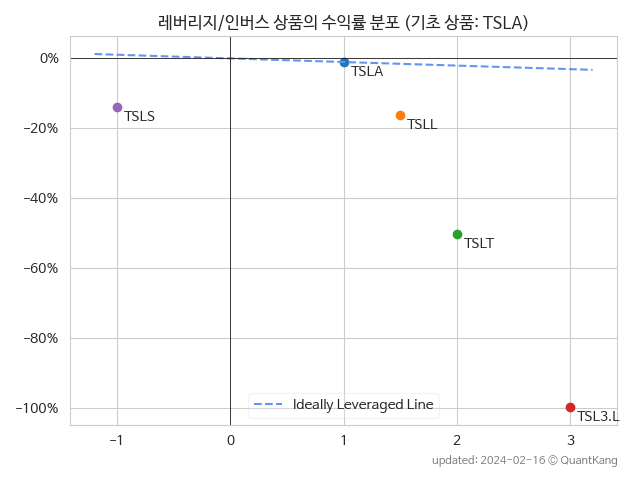 레버리지/인버스 상품의 수익률 분포 (기초 상품: TSLA)
0%
−20%
−40%
−60%
−80%
−100%
TSLS
TSLA
TSLL
TSLT
TSL3.L
Ideally Leveraged Line
−1
0
1
2
3
updated: 2024-02-16 © QuantKang